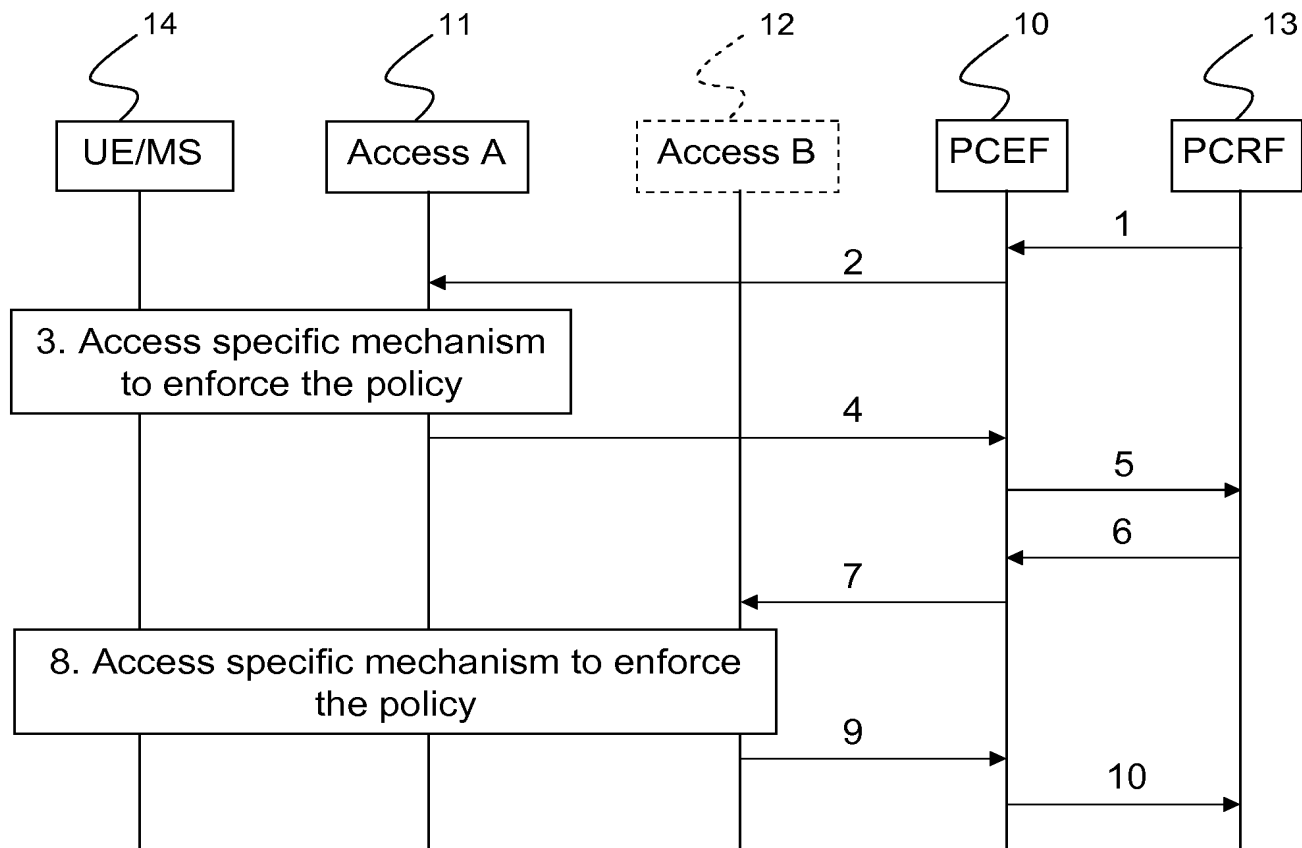 14
11
12
10
13
UE/MS
Access A
Access B
PCEF
PCRF
1
2
3. Access specific mechanism
to enforce the policy
4
5
6
7
8. Access specific mechanism to enforce
the policy
9
10